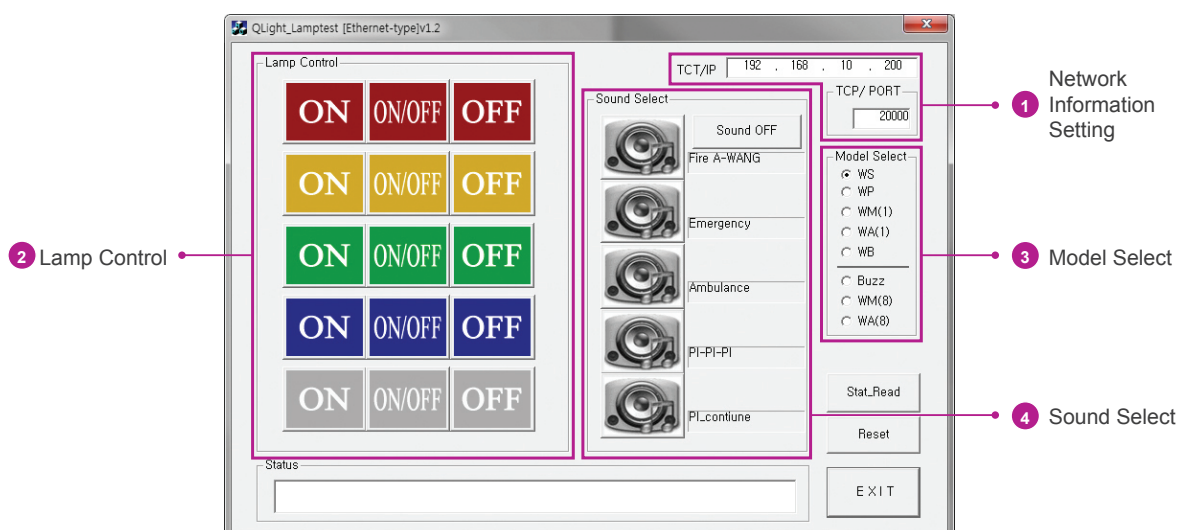 QLight_Lamptest [Ethernet-type]v1.2
Lamp Control
ON ON/OFF OFF
ON ON/OFF OFF
ON ON/OFF OFF
ON ON/OFF OFF
ON ON/OFF OFF
TCT/IP 192 . 168 . 10 . 200
TCP/ PORT
20000
Sound Select
Sound OFF
Fire A-WANG
Emergency
Ambulance
PI-PI-PI
PI_contiune
Model Select
WS
WP
WM(1)
WA(1)
WB
Buzz
WM(8)
WA(8)
Stat_Read
Reset
EXIT
Status
1 Network
Information
Setting
2 Lamp Control
3 Model Select
4 Sound Select